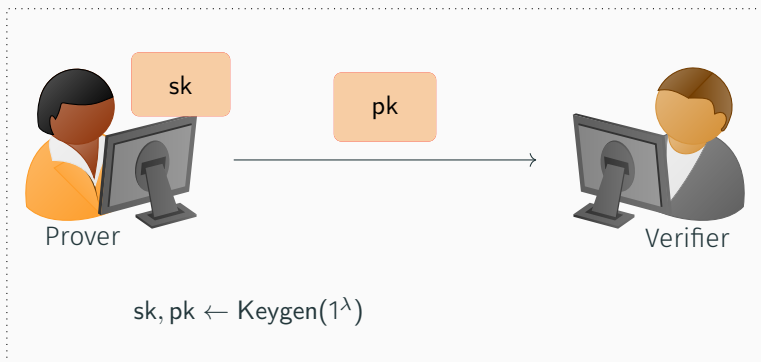 sk
pk
Prover
Verifier
sk, pk ← Keygen(1^λ)